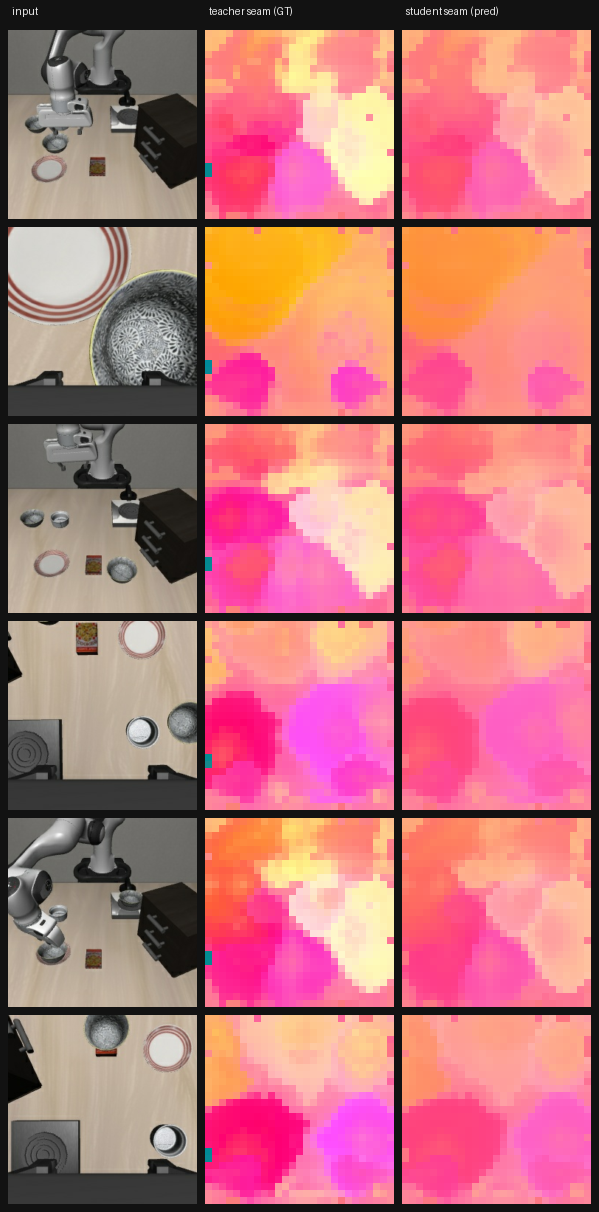 input
teacher seam (GT)
student seam (pred)